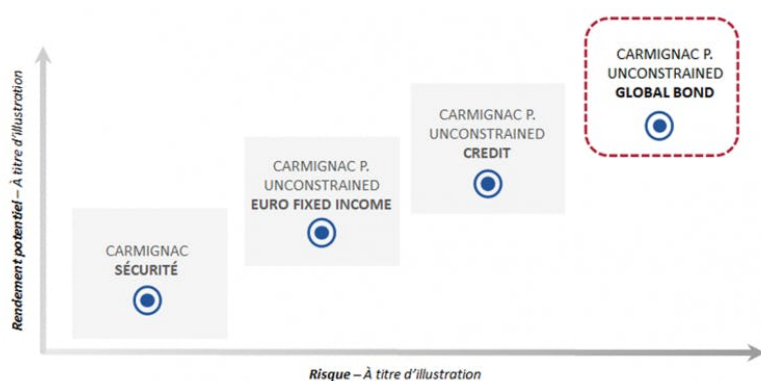 CARMIGNAC P.
UNCONSTRAINED
GLOBAL BOND
CARMIGNAC P.
UNCONSTRAINED
CREDIT
CARMIGNAC P.
UNCONSTRAINED
EURO FIXED INCOME
CARMIGNAC
SÉCURITÉ
Rendement potentiel – À titre d'illustration
Risque – À titre d'illustration